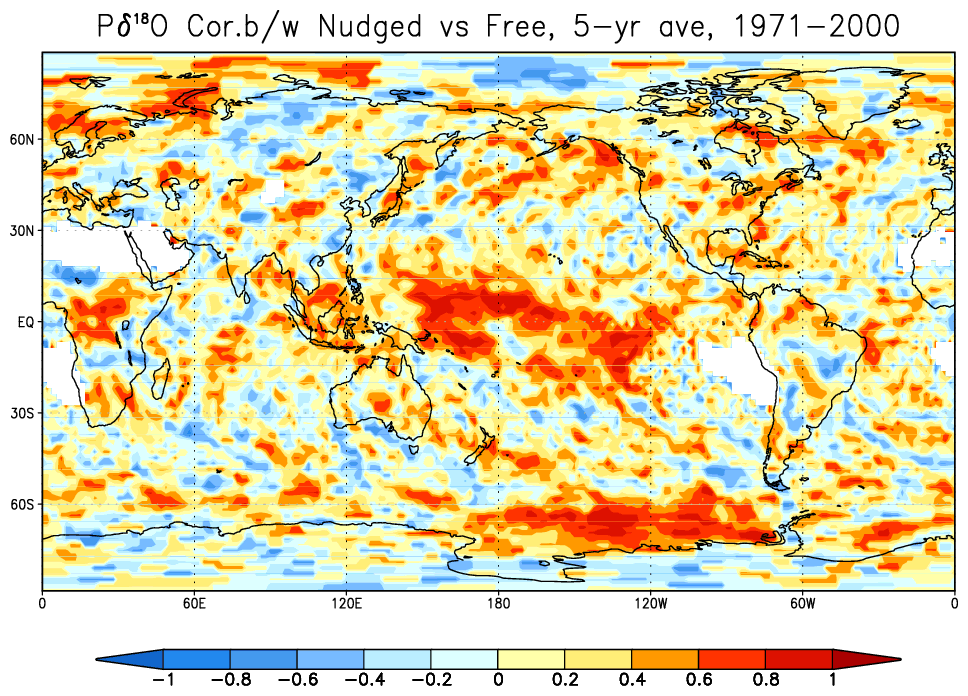 Pδ¹⁸O Cor.b/w Nudged vs Free, 5−yr ave, 1971−2000
60N
30N
EQ
30S
60S
0 60E 120E 180 120W 60W 0
−1 −0.8 −0.6 −0.4 −0.2 0 0.2 0.4 0.6 0.8 1